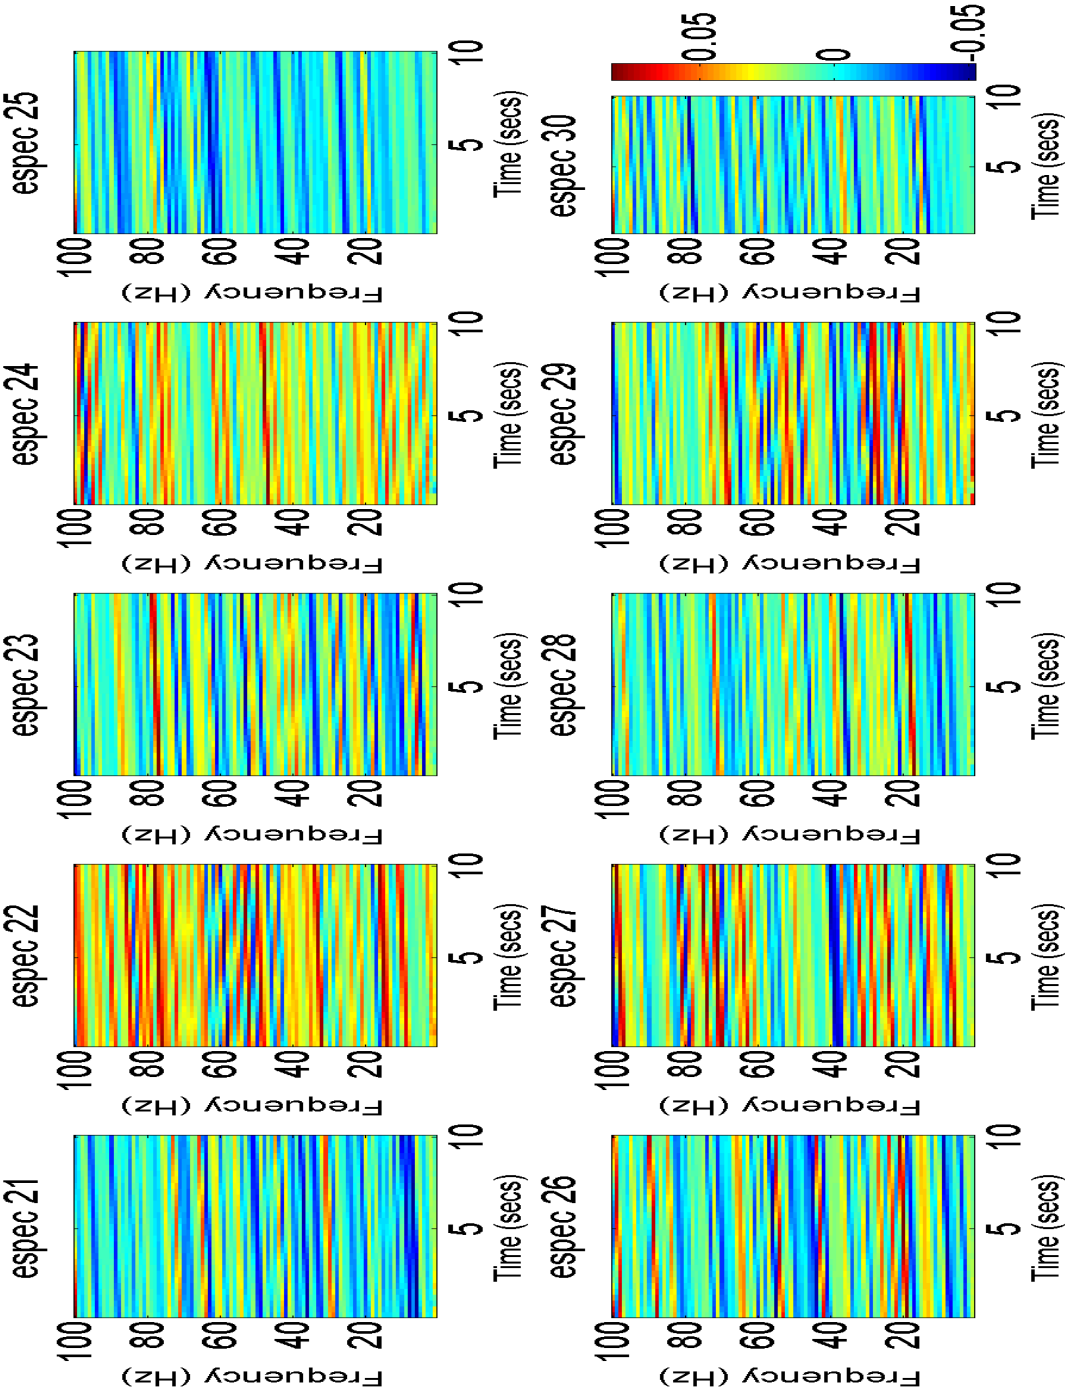 espec 21
100
80
60
40
20
Frequency (Hz)
5 10
Time (secs)
espec 22
100
80
60
40
20
Frequency (Hz)
5 10
Time (secs)
espec 23
100
80
60
40
20
Frequency (Hz)
5 10
Time (secs)
espec 24
100
80
60
40
20
Frequency (Hz)
5 10
Time (secs)
espec 25
100
80
60
40
20
Frequency (Hz)
5 10
Time (secs)
espec 26
100
80
60
40
20
Frequency (Hz)
5 10
Time (secs)
espec 27
100
80
60
40
20
Frequency (Hz)
5 10
Time (secs)
espec 28
100
80
60
40
20
Frequency (Hz)
5 10
Time (secs)
espec 29
100
80
60
40
20
Frequency (Hz)
5 10
Time (secs)
espec 30
100
80
60
40
20
Frequency (Hz)
5 10
Time (secs)
0.05
0
-0.05